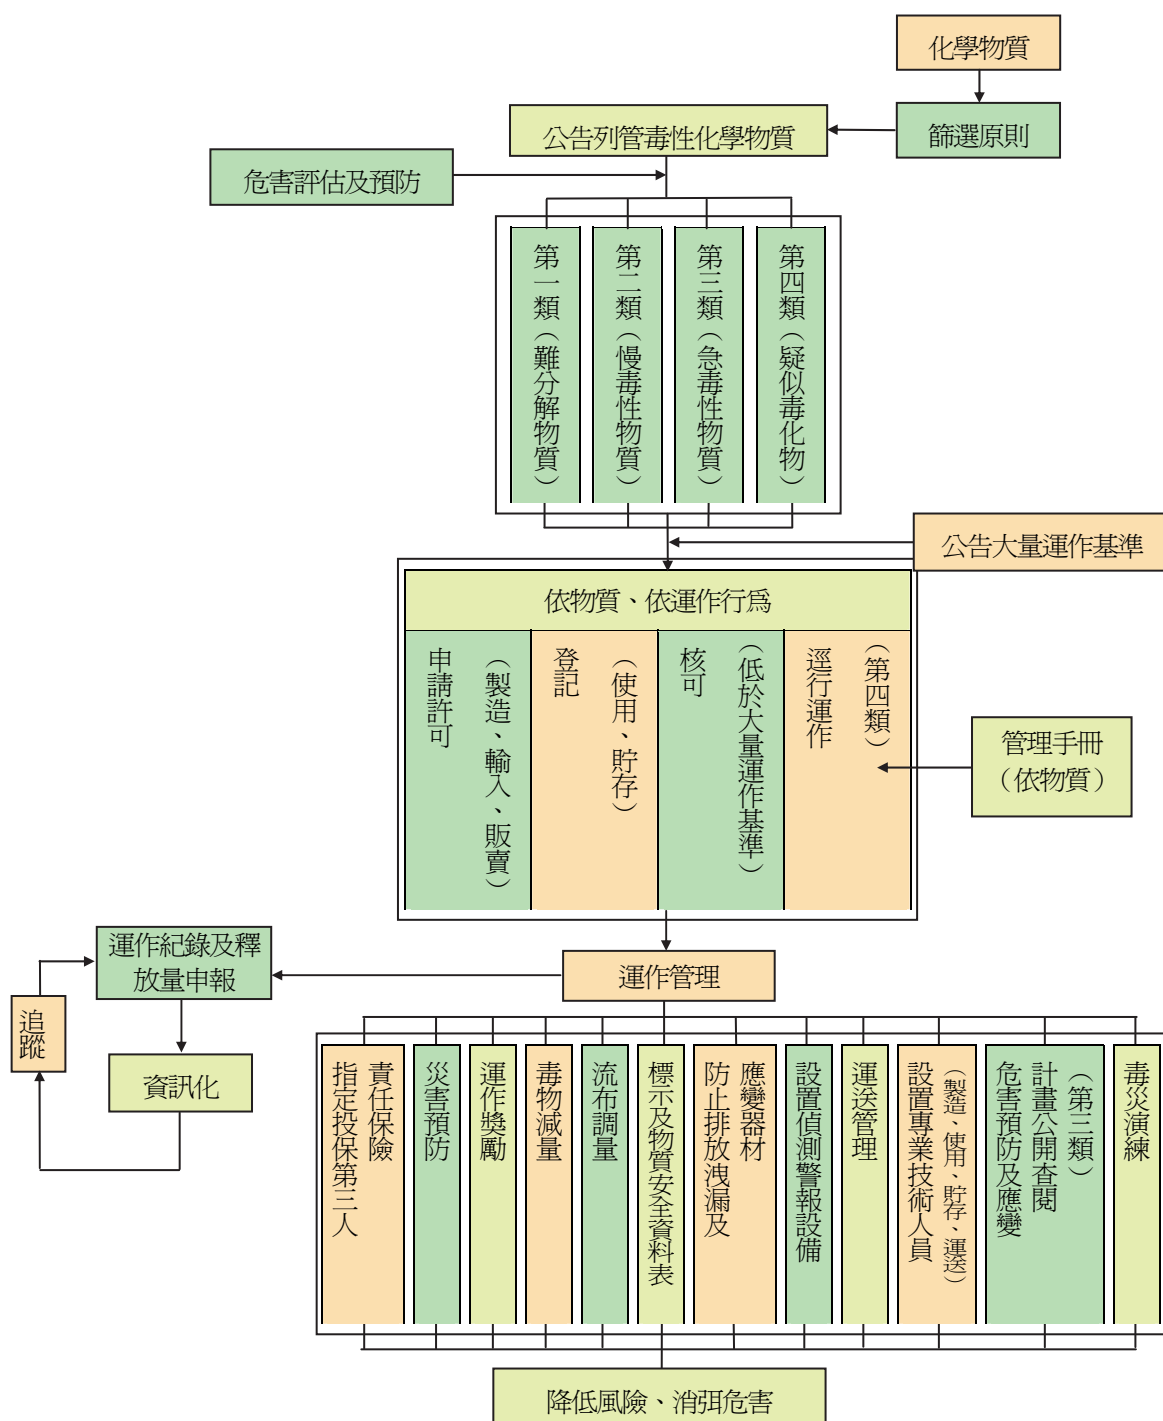 化學物質
篩選原則
公告列管毒性化學物質
危害評估及預防
第一類（難分解物質）
第二類（慢毒性物質）
第三類（急毒性物質）
第四類（疑似毒化物）
公告大量運作基準
依物質、依運作行為
申請許可
（製造、輸入、販賣）
登記
（使用、貯存）
核可
（低於大量運作基準）
逕行運作
（第四類）
管理手冊
（依物質）
運作管理
運作紀錄及釋
放量申報
追蹤
資訊化
指定投保第三人
責任保險
災害預防
運作獎勵
毒物減量
流布調量
標示及物質安全資料表
防止排放洩漏及
應變器材
設置偵測警報設備
運送管理
設置專業技術人員
（製造、使用、貯存、運送）
危害預防及應變
計畫公開查閱
（第三類）
毒災演練
降低風險、消弭危害